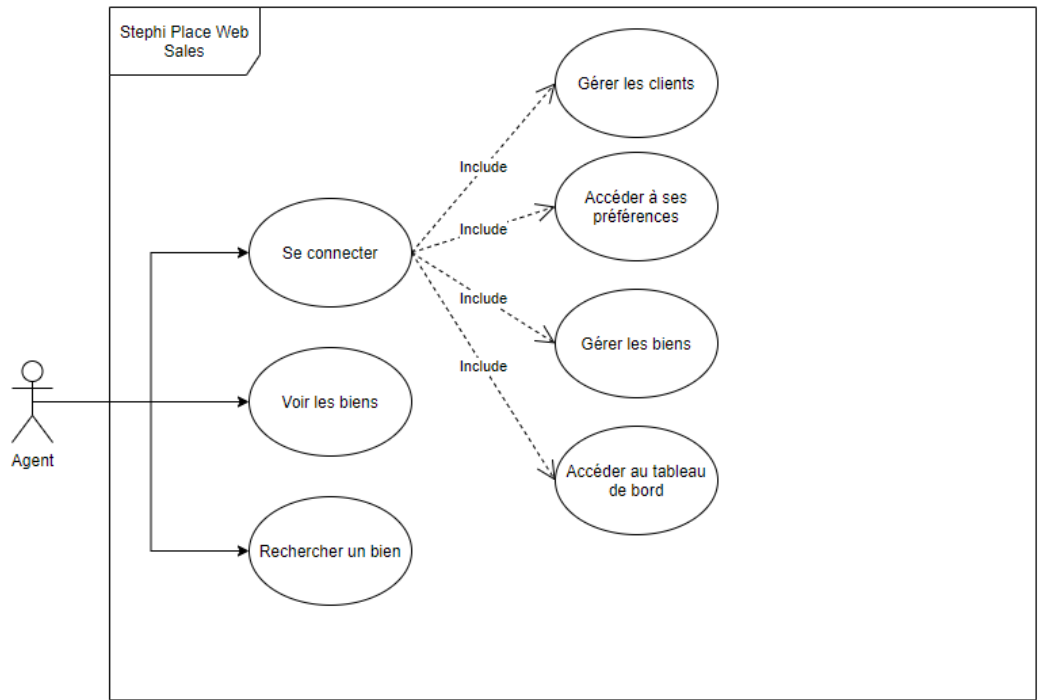 Stephi Place Web
Sales
Gérer les clients
Include
Accéder à ses
préférences
Include
Se connecter
Include
Gérer les biens
Include
Voir les biens
Agent
Accéder au tableau
de bord
Rechercher un bien